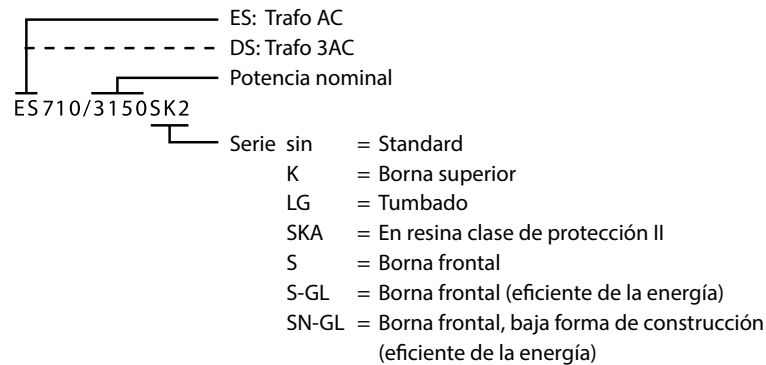 ES: Trafo AC
DS: Trafo 3AC
Potencia nominal
ES710/3150SK2
Serie sin = Standard
K = Borna superior
LG = Tumbado
SKA = En resina clase de protección II
S = Borna frontal
S-GL = Borna frontal (eficiente de la energía)
SN-GL = Borna frontal, baja forma de construcción
(eficiente de la energía)